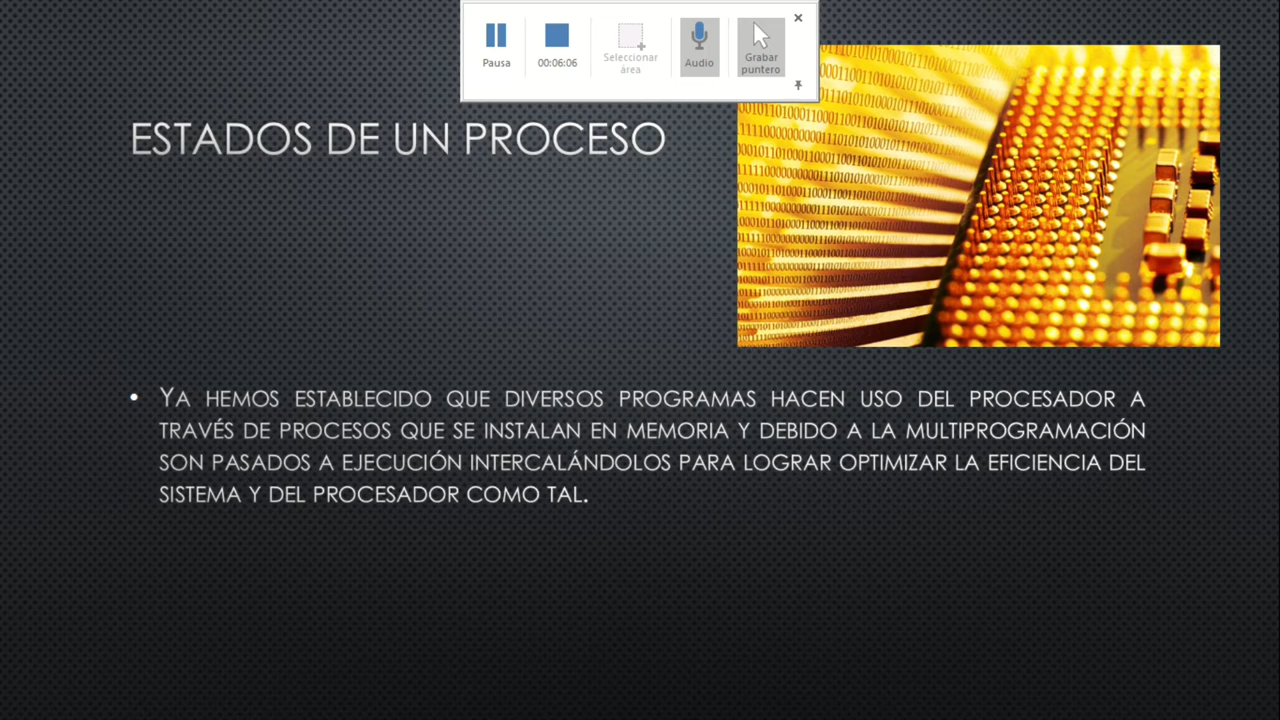 Pausa
00:06:06
Seleccionar
área
Audio
Grabar
puntero
ESTADOS DE UN PROCESO
• YA HEMOS ESTABLECIDO QUE DIVERSOS PROGRAMAS HACEN USO DEL PROCESADOR A
TRAVÉS DE PROCESOS QUE SE INSTALAN EN MEMORIA Y DEBIDO A LA MULTIPROGRAMACIÓN
SON PASADOS A EJECUCIÓN INTERCALÁNDOLOS PARA LOGRAR OPTIMIZAR LA EFICIENCIA DEL
SISTEMA Y DEL PROCESADOR COMO TAL.